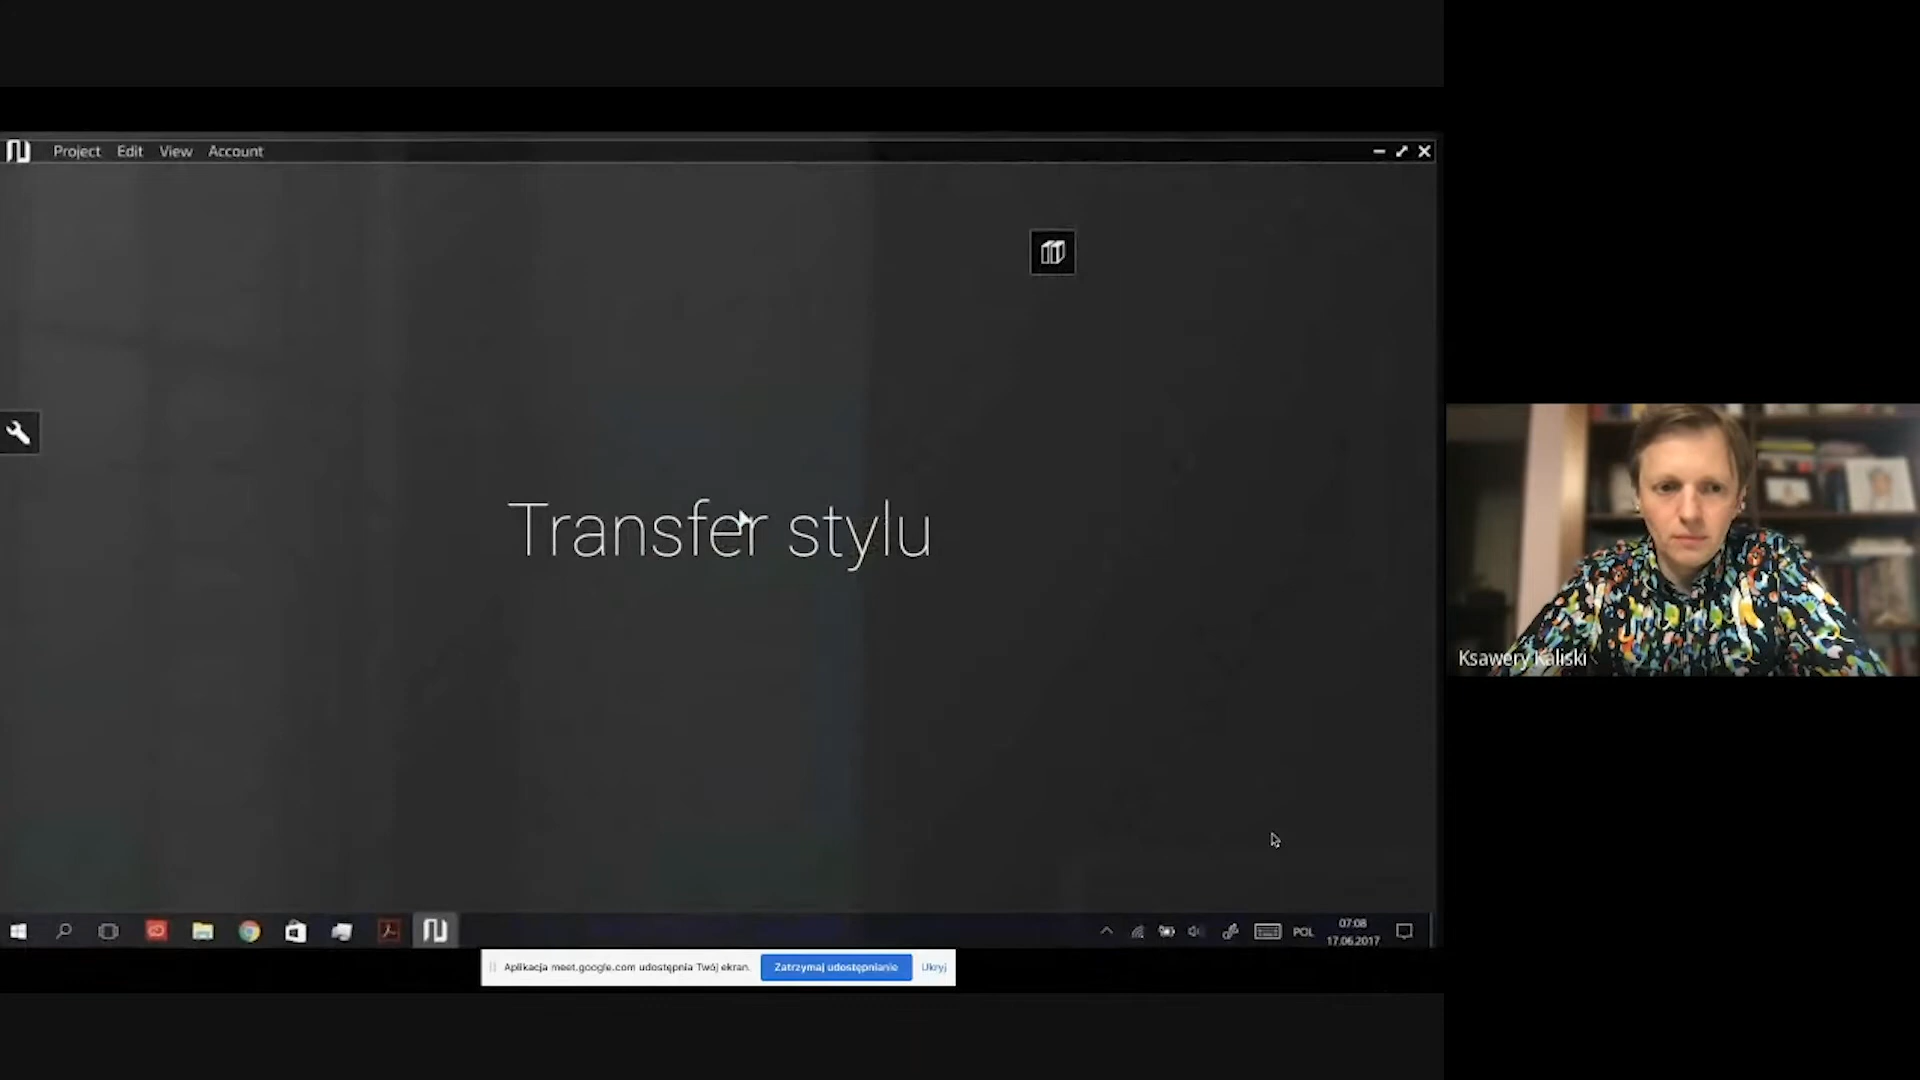 Project Edit View Account
Transfer stylu
Ksawery Kaliski
POL
07:08
17.06.2017
Aplikacja meet.google.com udostępnia Twój ekran.
Zatrzymaj udostępnianie
Ukryj